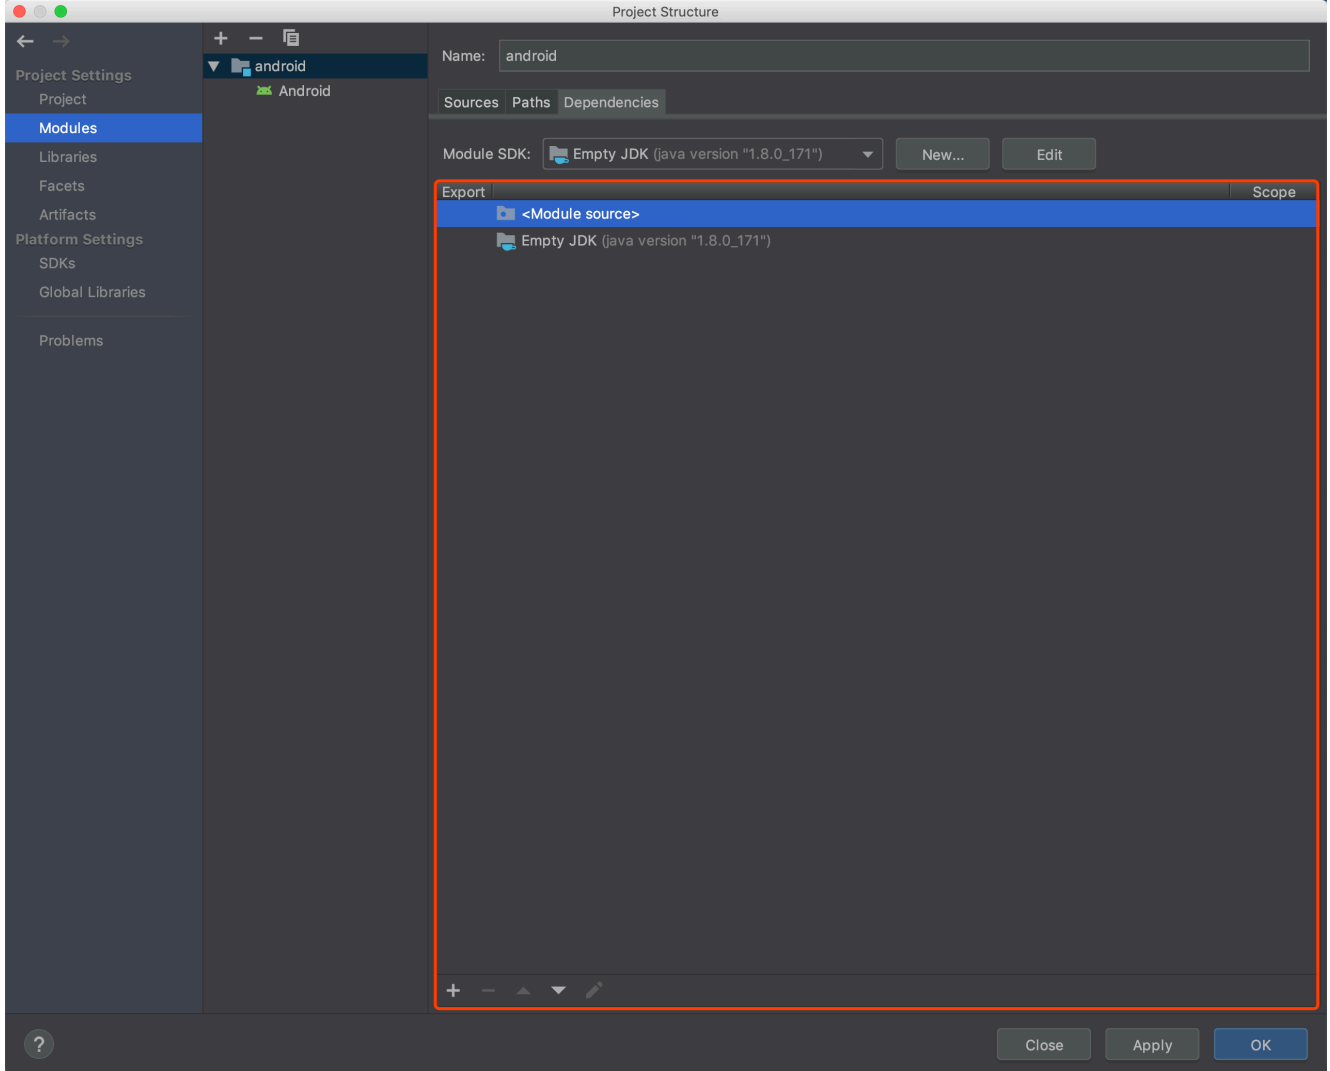 Project Structure
Project Settings
Project
Modules
Libraries
Facets
Artifacts
Platform Settings
SDKs
Global Libraries
Problems
android
Android
Name: android
Sources Paths Dependencies
Module SDK: Empty JDK (java version "1.8.0_171") New... Edit
Export Scope
<Module source>
Empty JDK (java version "1.8.0_171")
? Close Apply OK